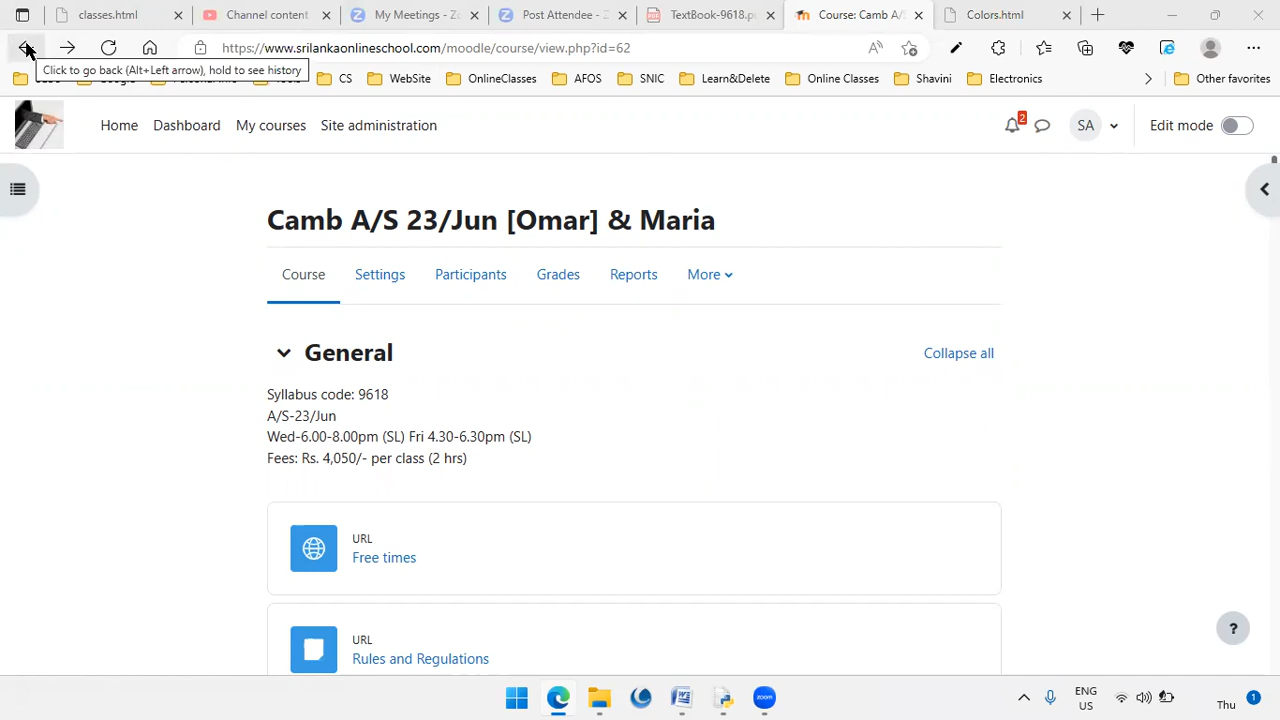 classes.html
Channel content
My Meetings - Zo
Post Attendee - Zo
TextBook-9618.p
Course: Camb A/S
Colors.html
https://www.srilankaonlineschool.com/moodle/course/view.php?id=62
Click to go back (Alt+Left arrow), hold to see history
CS
WebSite
OnlineClasses
AFOS
SNIC
Learn&Delete
Online Classes
Shavini
Electronics
Other favorites
Home
Dashboard
My courses
Site administration
2
SA
Edit mode
Camb A/S 23/Jun [Omar] & Maria
Course
Settings
Participants
Grades
Reports
More
General
Collapse all
Syllabus code: 9618
A/S-23/Jun
Wed-6.00-8.00pm (SL) Fri 4.30-6.30pm (SL)
Fees: Rs. 4,050/- per class (2 hrs)
URL
Free times
URL
Rules and Regulations
?
zoom
ENG
US
Thu
1